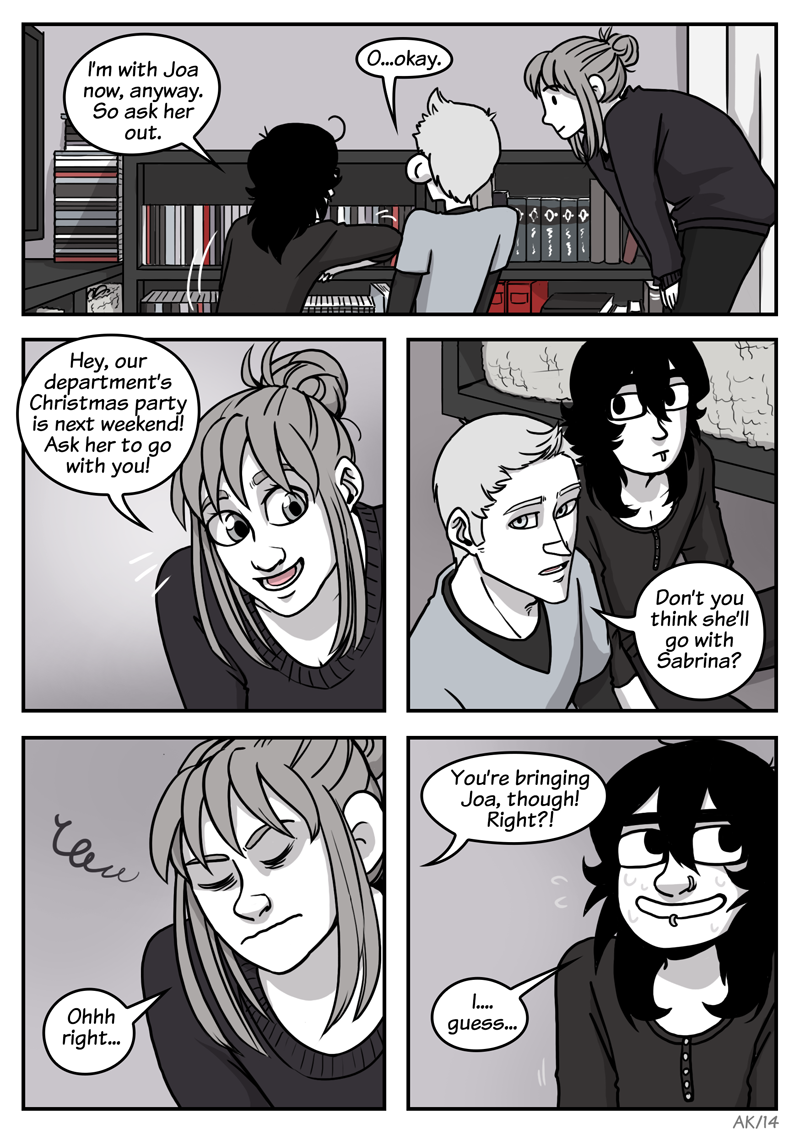 I'm with Joa
now, anyway.
So ask her
out.
O...okay.
Hey, our
department's
Christmas party
is next weekend!
Ask her to go
with you!
Don't you
think she'll
go with
Sabrina?
Ohhh
right...
You're bringing
Joa, though!
Right?!
I....
guess...
AK/14